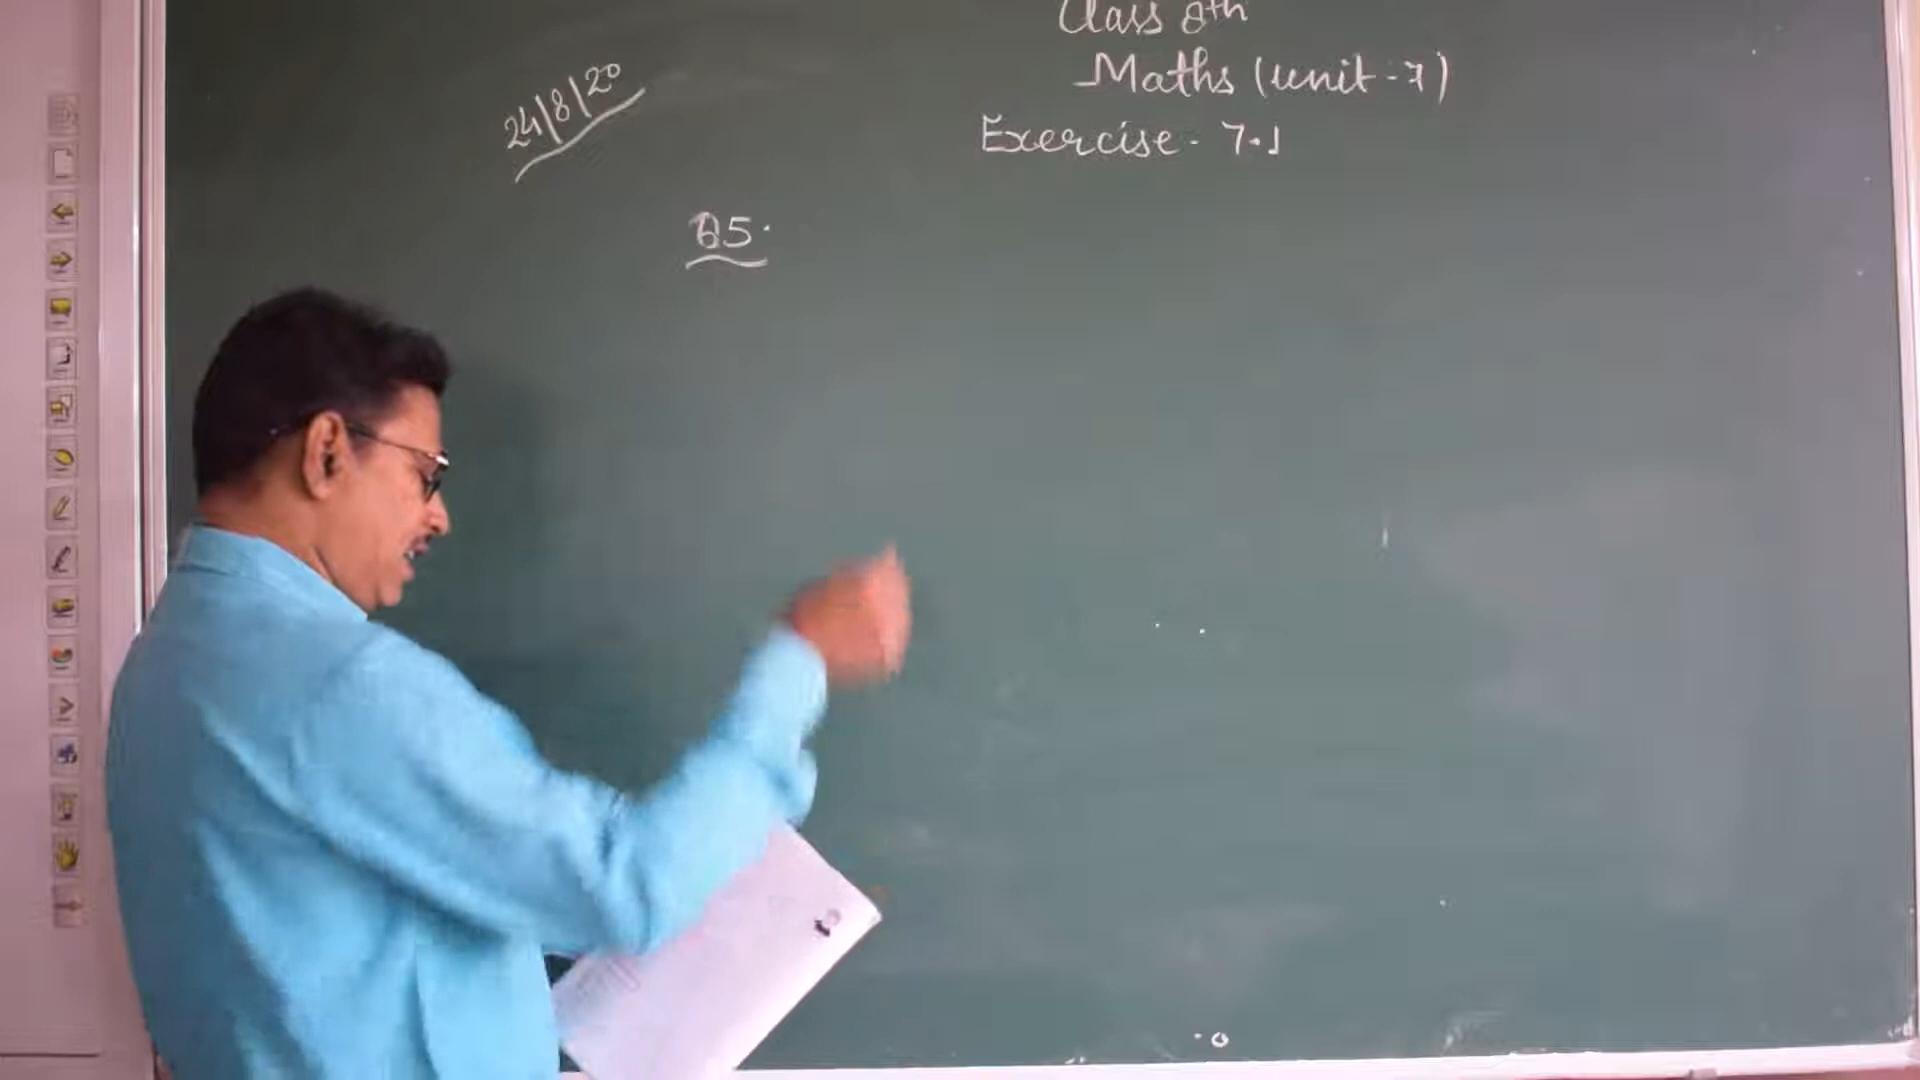 Class 8th
Maths (unit-7)
24/8/20
Exercise - 7.1
Q5.